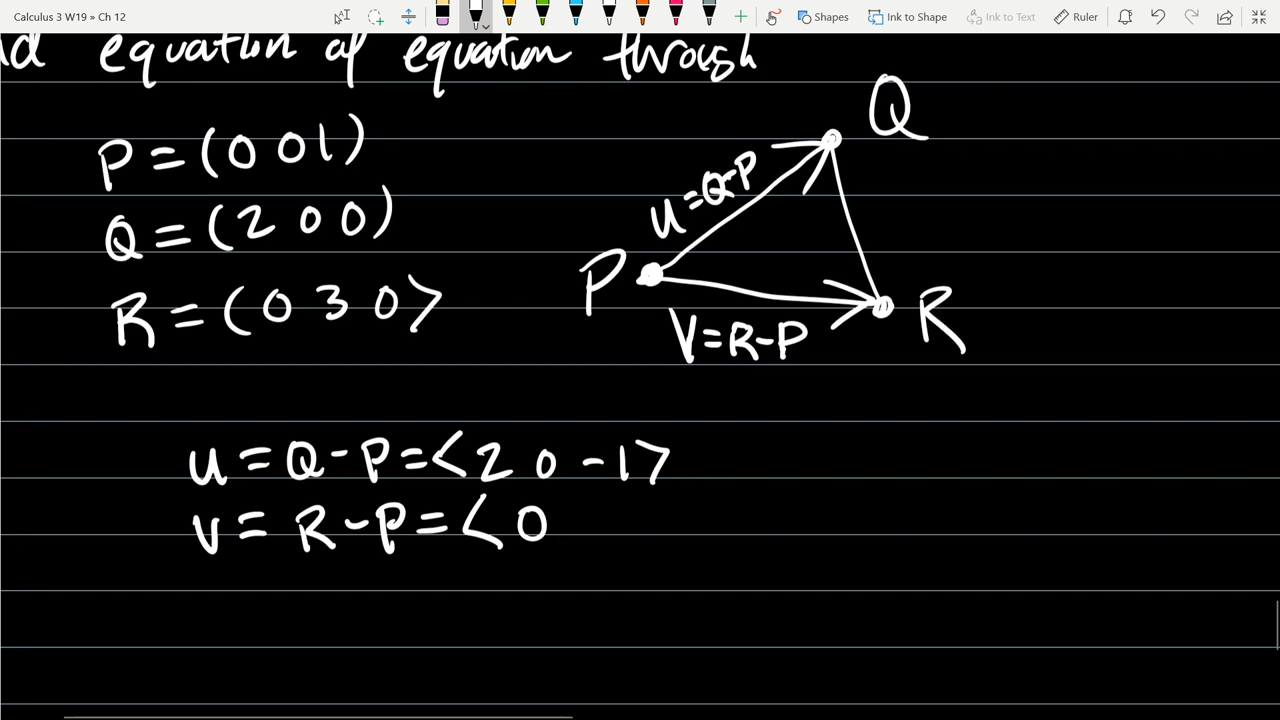 Calculus 3 W19 » Ch 12
Shapes Ink to Shape Ink to Text Ruler
equation of equation through
P = (0 0 1)
Q = (2 0 0)
R = (0 3 0>
Q
U = Q-P
P
V = R-P
R
u = Q - P = <2 0 -1>
v = R - P = <0